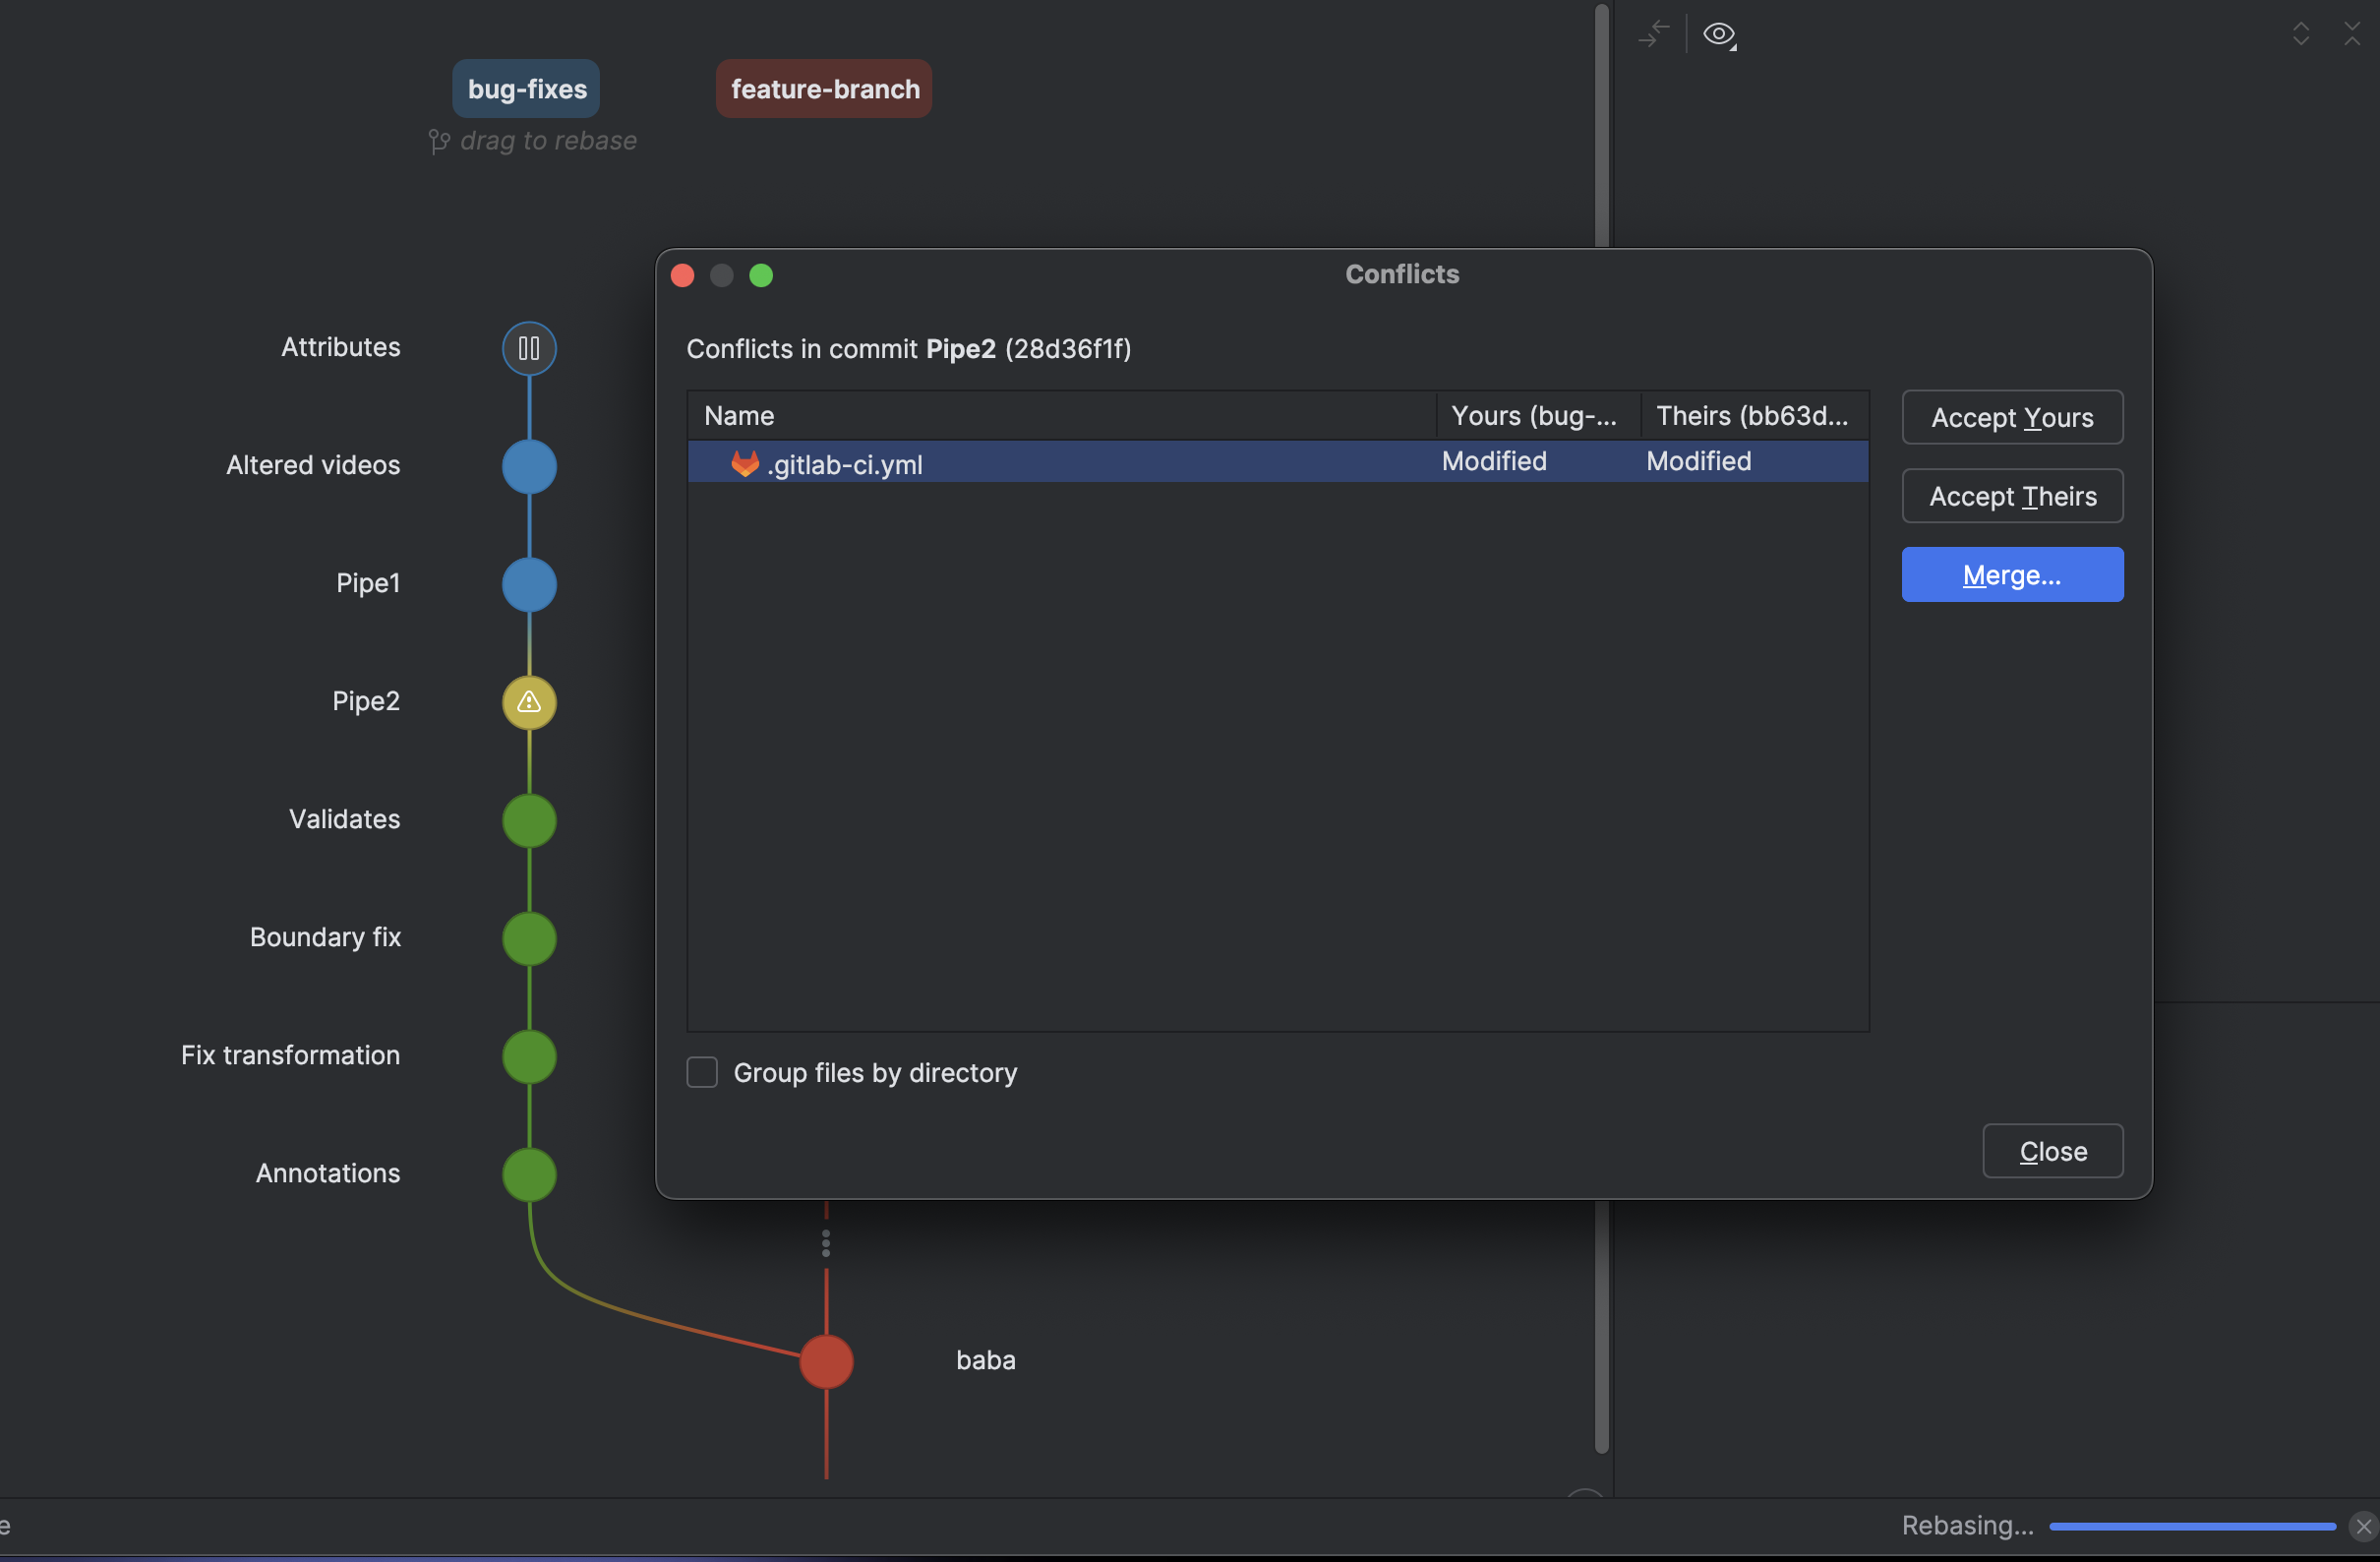 bug-fixes
feature-branch
drag to rebase
Conflicts
Attributes
Conflicts in commit Pipe2 (28d36f1f)
Name
Yours (bug-...
Theirs (bb63d...
Accept Yours
Altered videos
.gitlab-ci.yml
Modified
Modified
Accept Theirs
Pipe1
Merge...
Pipe2
Validates
Boundary fix
Fix transformation
Group files by directory
Close
Annotations
baba
e
Rebasing...